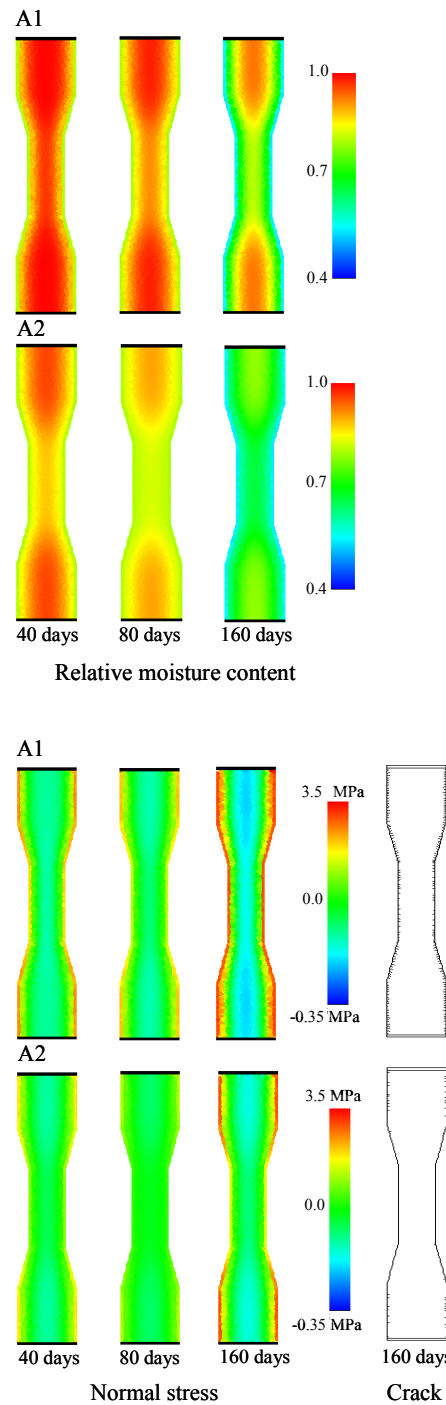 A1
1.0
0.7
0.4
A2
1.0
0.7
0.4
40 days 80 days 160 days
Relative moisture content
A1
3.5 MPa
0.0
-0.35 MPa
A2
3.5 MPa
0.0
-0.35 MPa
40 days 80 days 160 days 160 days
Normal stress Crack